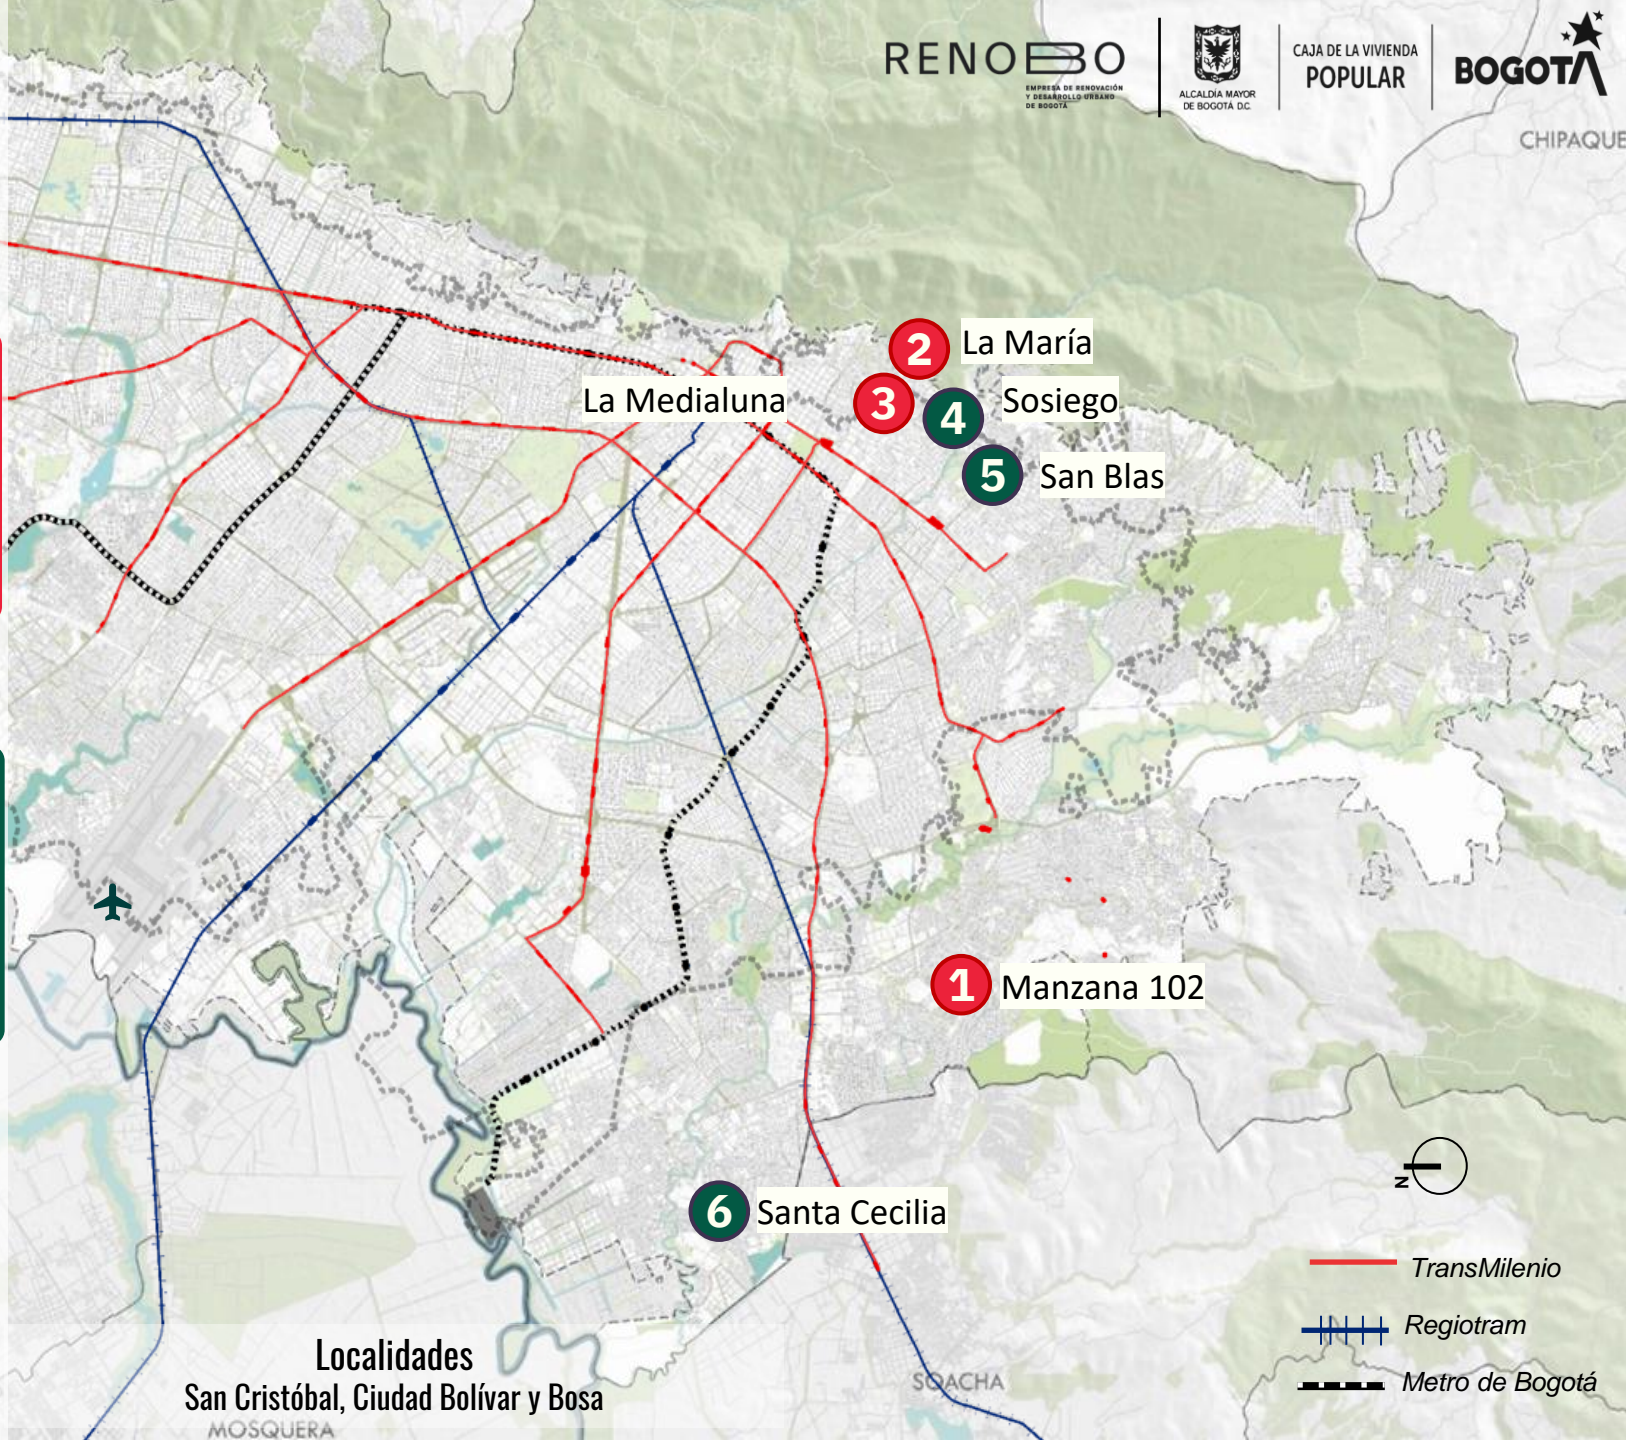 RENOBO
EMPRESA DE RENOVACIÓN
Y DESARROLLO URBANO
DE BOGOTÁ
ALCALDÍA MAYOR
DE BOGOTÁ D.C.
CAJA DE LA VIVIENDA
POPULAR
BOGOTÁ
CHIPAQUE
2 La María
La Medialuna 3
4 Sosiego
5 San Blas
1 Manzana 102
6 Santa Cecilia
N
TransMilenio
Regiotram
Metro de Bogotá
Localidades
San Cristóbal, Ciudad Bolívar y Bosa
SOACHA
MOSQUERA